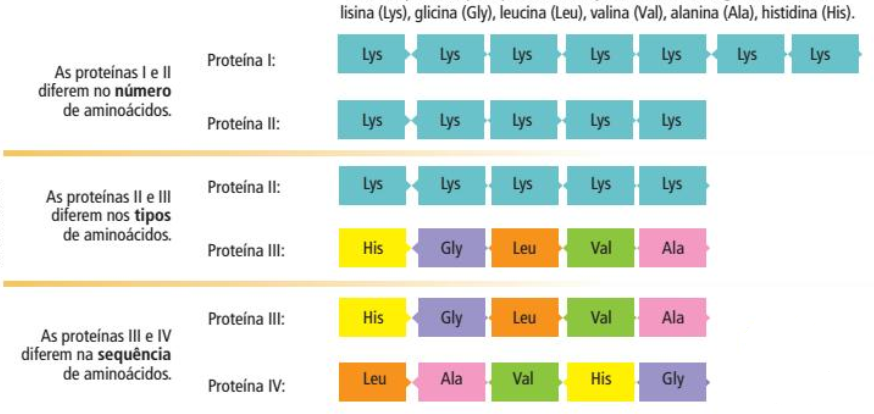 lisina (Lys), glicina (Gly), leucina (Leu), valina (Val), alanina (Ala), histidina (His).
As proteínas I e II
diferem no número
de aminoácidos.
Proteína I:
Lys Lys Lys Lys Lys Lys Lys
Proteína II:
Lys Lys Lys Lys Lys
As proteínas II e III
diferem nos tipos
de aminoácidos.
Proteína II:
Lys Lys Lys Lys Lys
Proteína III:
His Gly Leu Val Ala
As proteínas III e IV
diferem na sequência
de aminoácidos.
Proteína III:
His Gly Leu Val Ala
Proteína IV:
Leu Ala Val His Gly